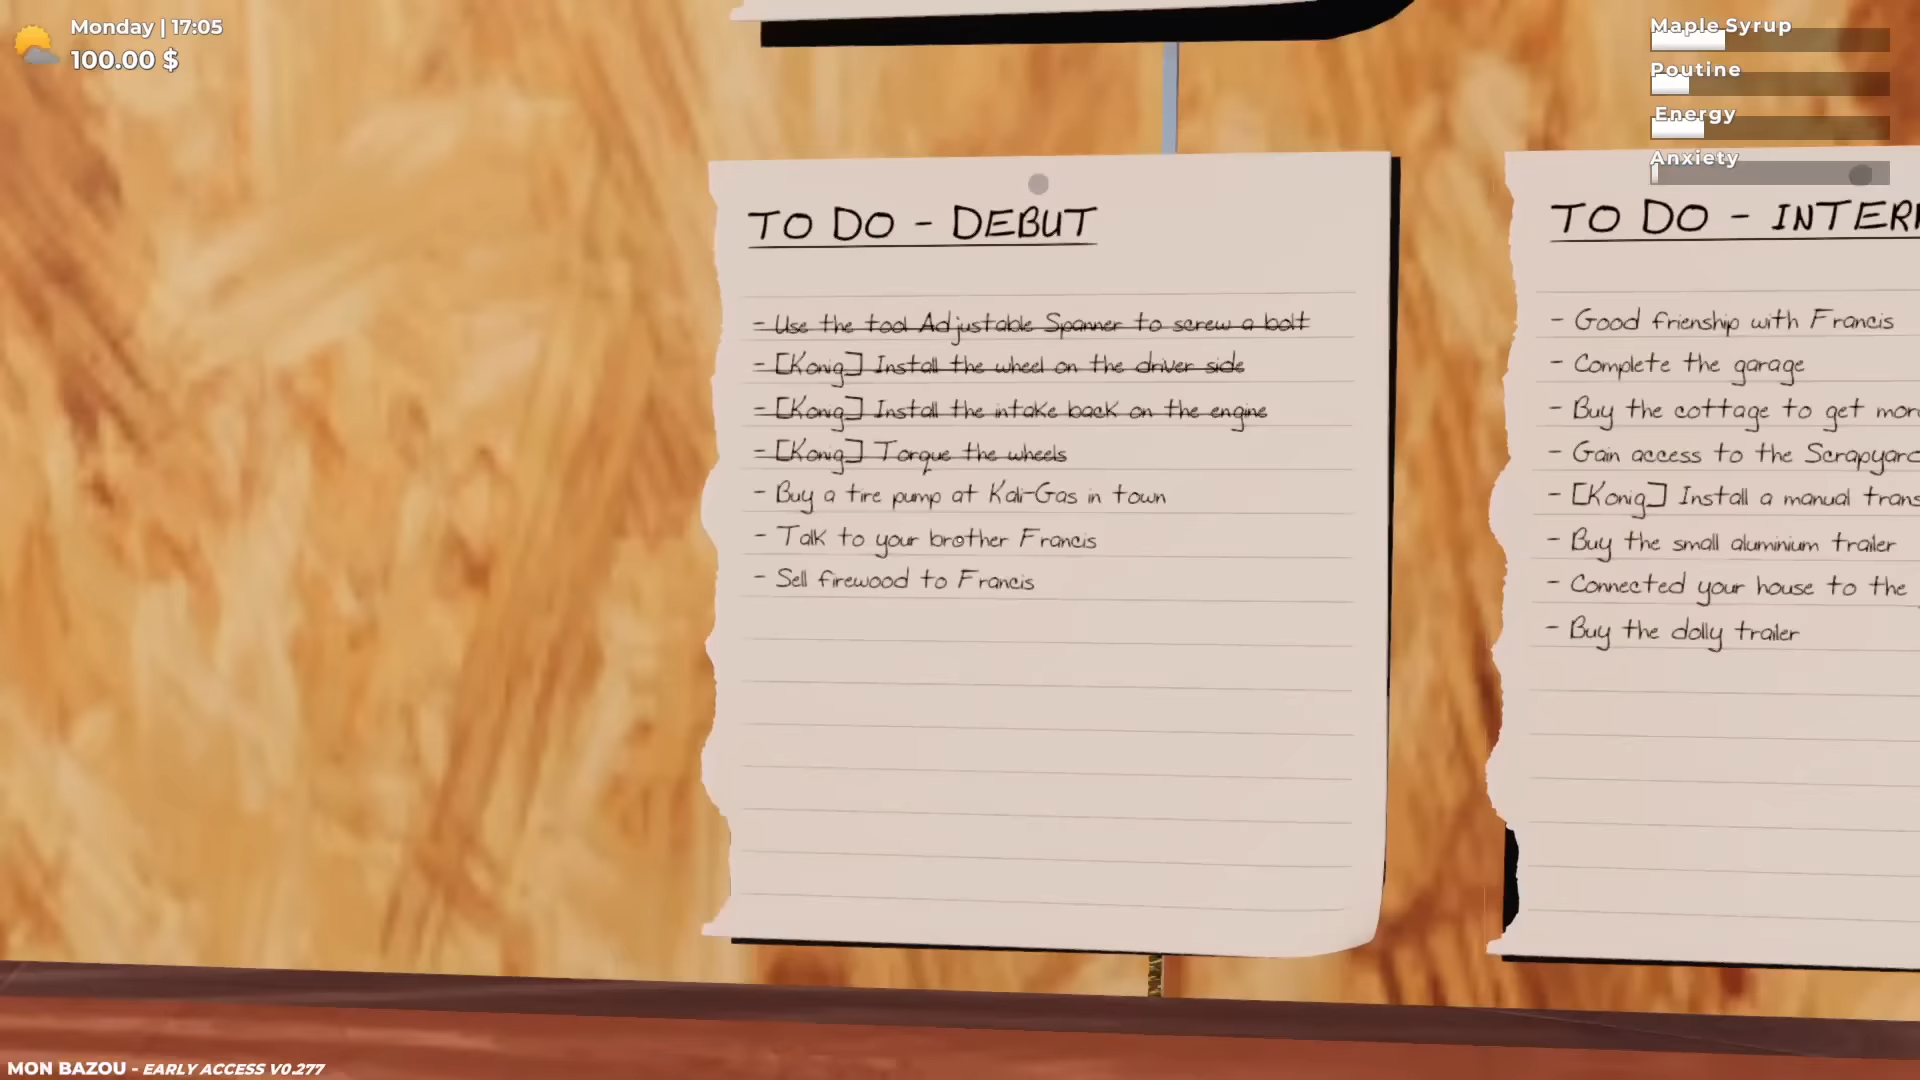 Monday | 17:05
100.00 $
Maple Syrup
Poutine
Energy
Anxiety
TO DO - DEBUT
- Use the tool Adjustable Spanner to screw a bolt
- [Konig] Install the wheel on the driver side
- [Konig] Install the intake back on the engine
- [Konig] Torque the wheels
- Buy a tire pump at Kali-Gas in town
- Talk to your brother Francis
- Sell firewood to Francis
TO DO -
- Good frienship with Francis
- Complete the garage
- Buy the cottage to get
- Gain access to the
- [Konig] Install a manual
- Buy the small aluminium trailer
- Connected your house to the
- Buy the dolly trailer
MON BAZOU - EARLY ACCESS V0.277